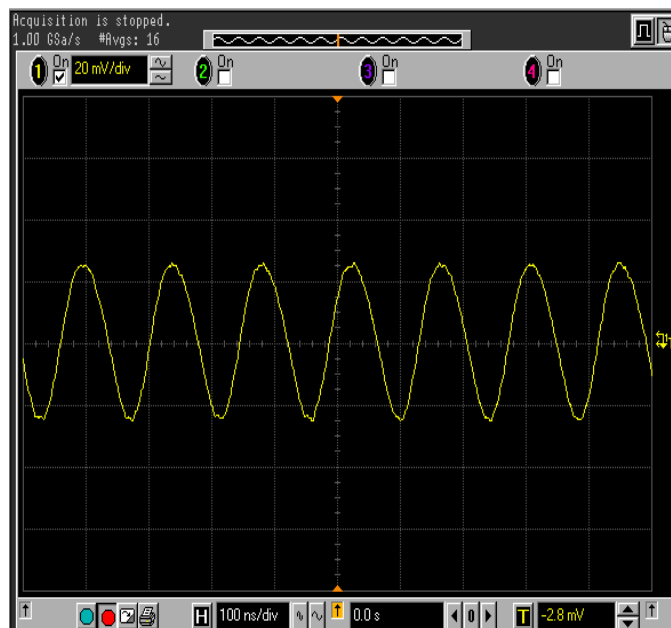 Acquisition is stopped.
1.00 GSa/s #Avgs: 16
1 On 20 mV/div 2 On 3 On 4 On
H 100 ns/div 0.0 s 0 T -2.8 mV